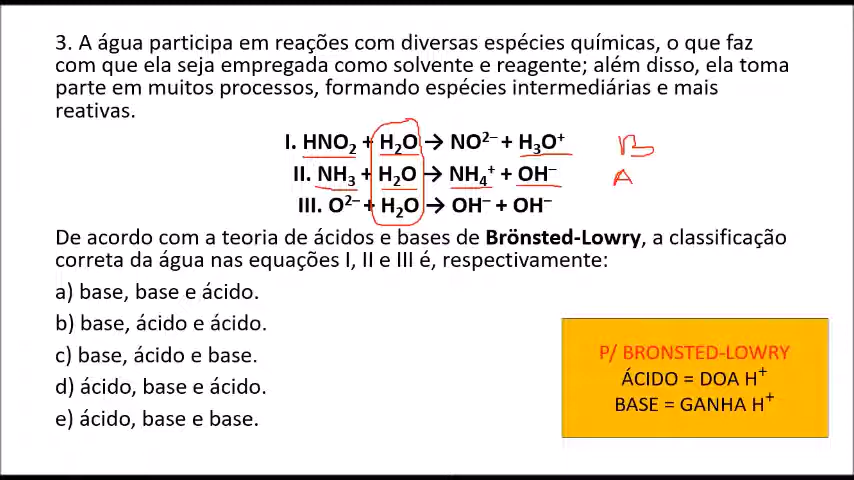 3. A água participa em reações com diversas espécies químicas, o que faz
com que ela seja empregada como solvente e reagente; além disso, ela toma
parte em muitos processos, formando espécies intermediárias e mais
reativas.
I. HNO₂ + H₂O → NO²⁻ + H₃O⁺ B
II. NH₃ + H₂O → NH₄⁺ + OH⁻ A
III. O²⁻ + H₂O → OH⁻ + OH⁻
De acordo com a teoria de ácidos e bases de Brönsted-Lowry, a classificação
correta da água nas equações I, II e III é, respectivamente:
a) base, base e ácido.
b) base, ácido e ácido.
c) base, ácido e base.
d) ácido, base e ácido.
e) ácido, base e base.
P/ BRONSTED-LOWRY
ÁCIDO = DOA H⁺
BASE = GANHA H⁺